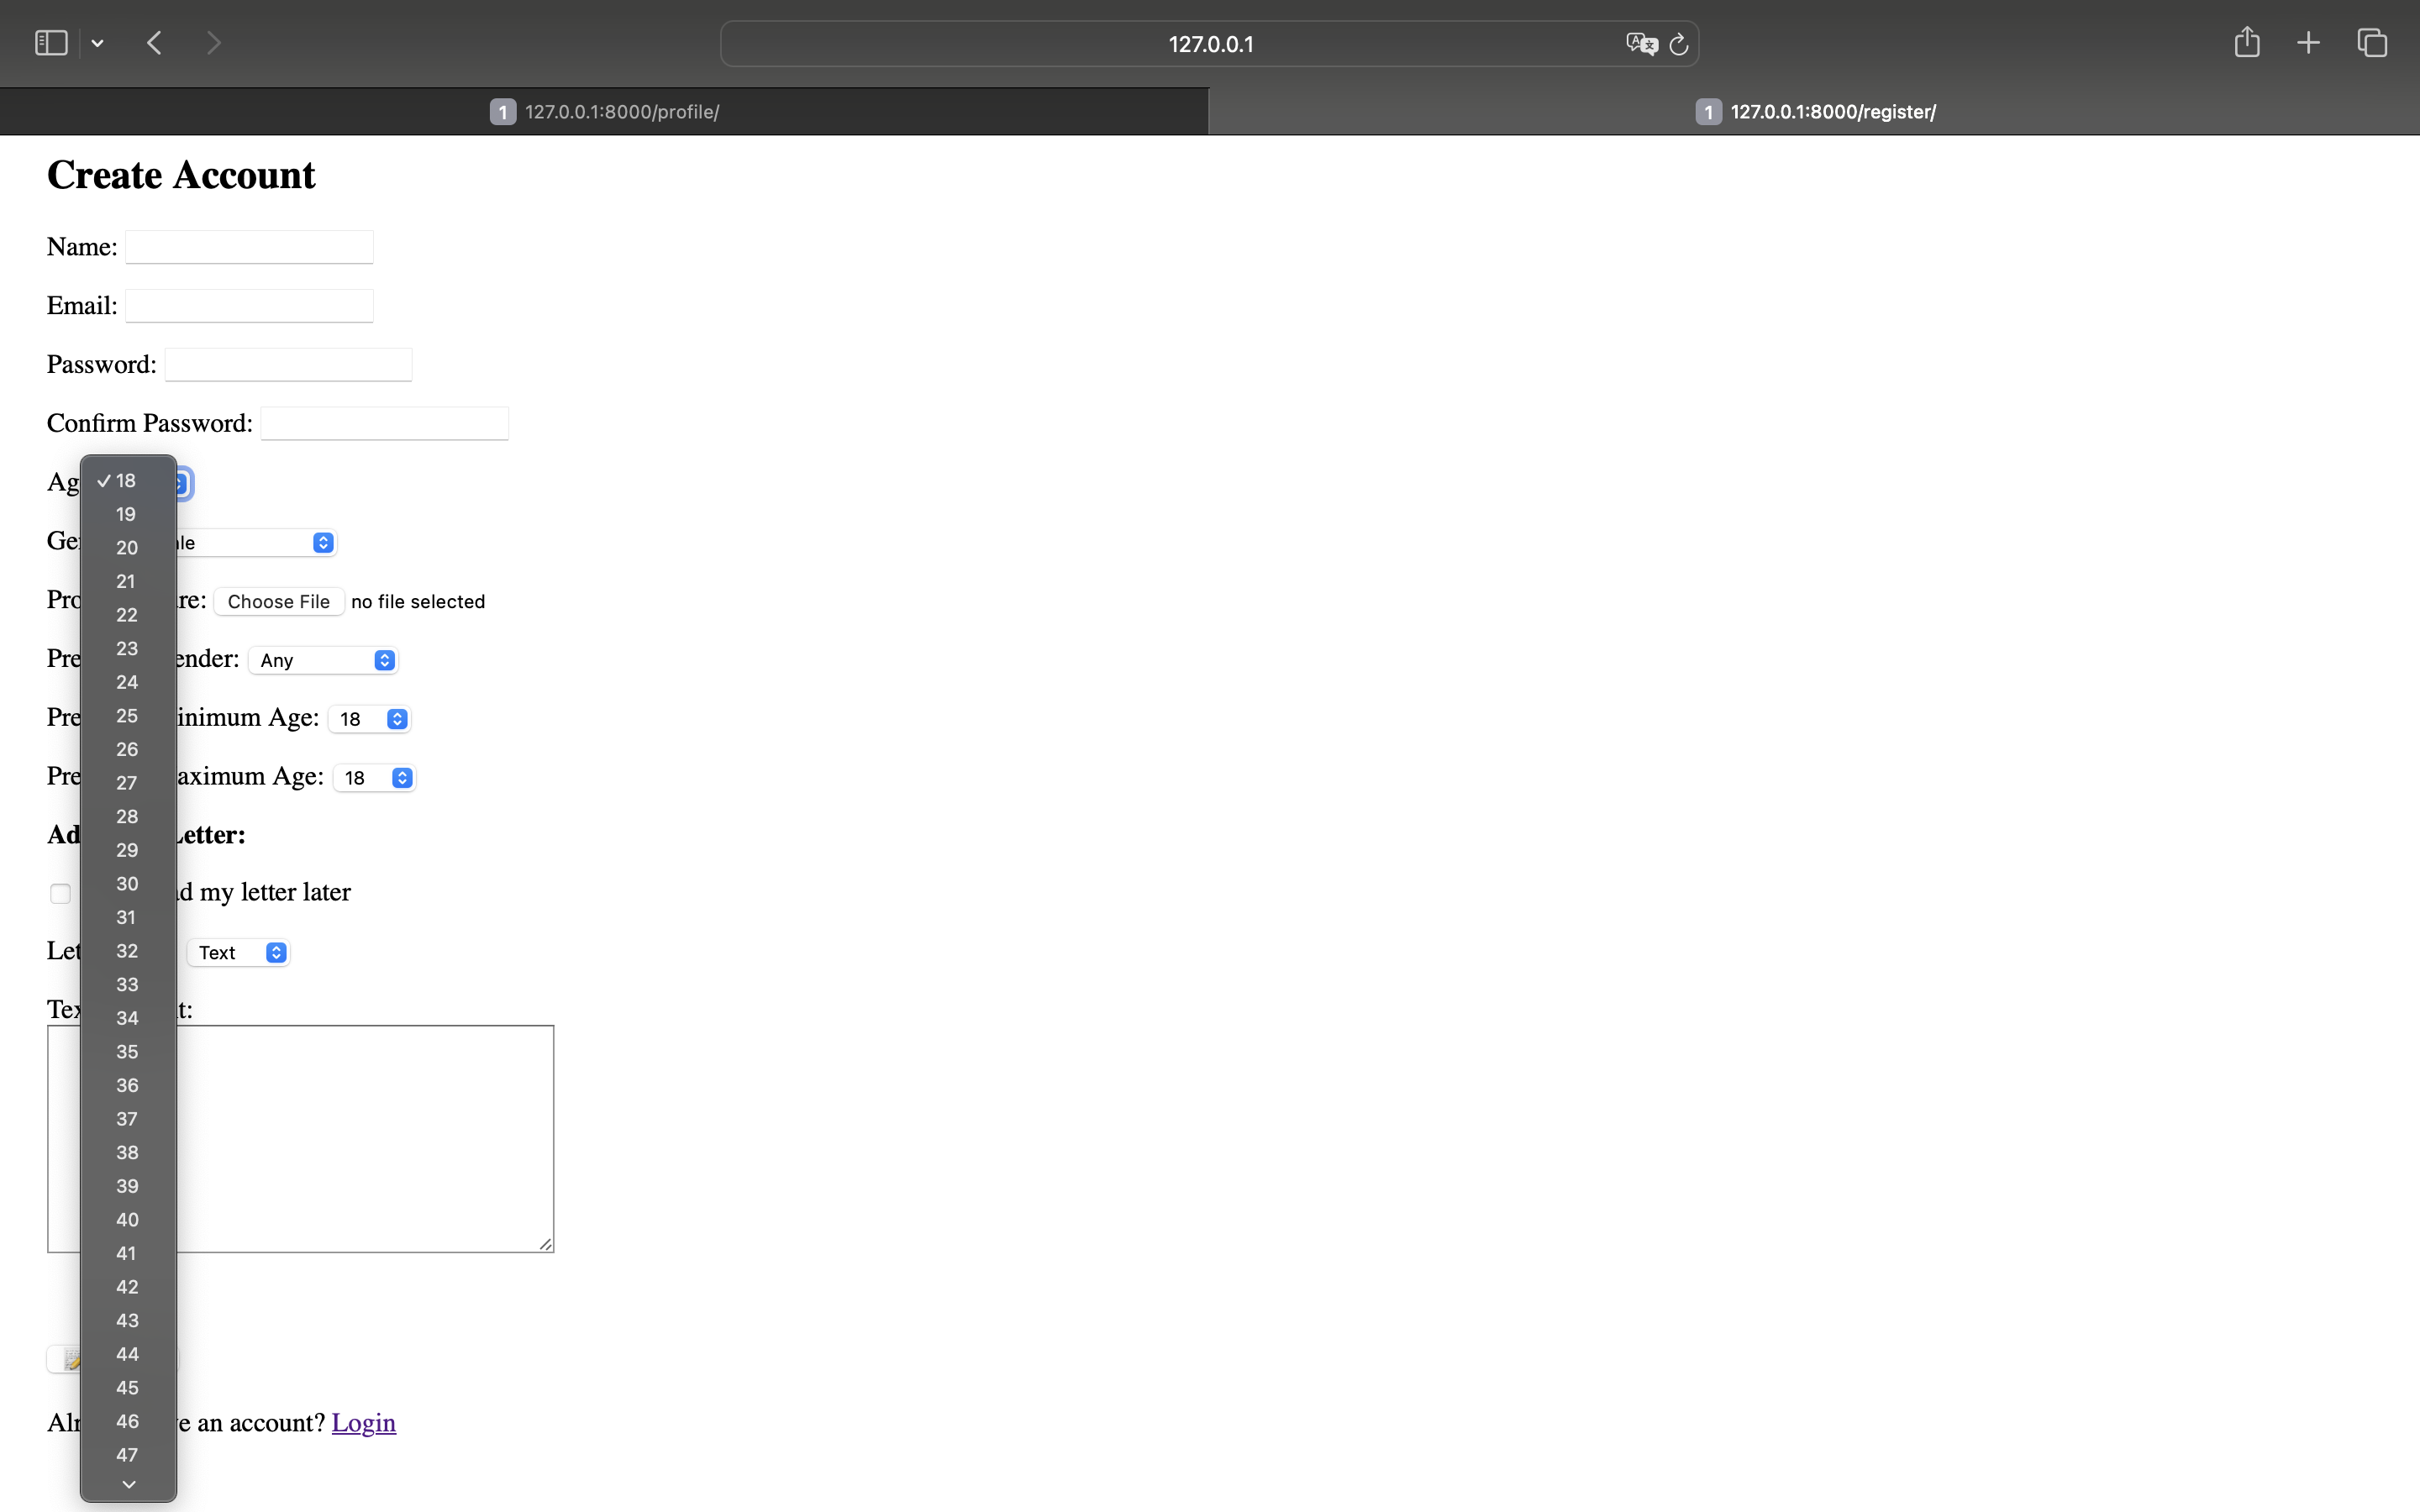 127.0.0.1
1 127.0.0.1:8000/profile/
1 127.0.0.1:8000/register/
Create Account
Name:
Email:
Password:
Confirm Password:
Ag
Ge
le
Pro
re: Choose File no file selected
Pre
ender: Any
Pre
inimum Age: 18
Pre
aximum Age: 18
Ad
Letter:
d my letter later
Let
Text
Tex
t:
Alr
e an account? Login
✓ 18
19
20
21
22
23
24
25
26
27
28
29
30
31
32
33
34
35
36
37
38
39
40
41
42
43
44
45
46
47